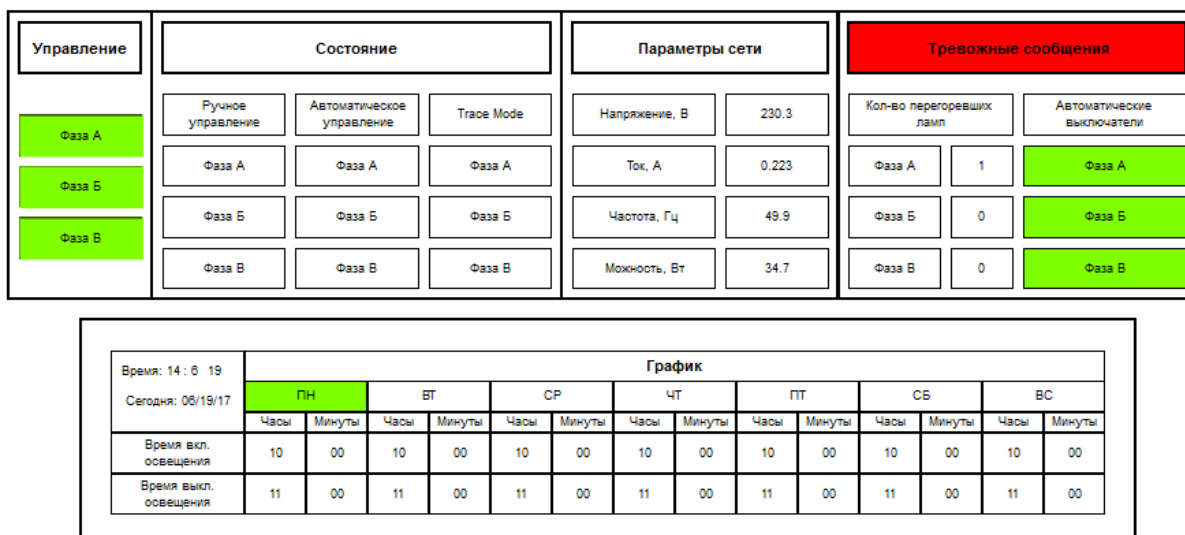 Управление Состояние Параметры сети Тревожные сообщения
Ручное управление Автоматическое управление Trace Mode Напряжение, В 230.3 Кол-во перегоревших ламп Автоматические выключатели
Фаза А
Фаза А Фаза А Фаза А Ток, А 0.223 Фаза А 1 Фаза А
Фаза Б
Фаза Б Фаза Б Фаза Б Частота, Гц 49.9 Фаза Б 0 Фаза Б
Фаза В
Фаза В Фаза В Фаза В Можность, Вт 34.7 Фаза В 0 Фаза В
Время: 14 : 6 19 График
Сегодня: 06/19/17 ПН ВТ СР ЧТ ПТ СБ ВС
Часы Минуты Часы Минуты Часы Минуты Часы Минуты Часы Минуты Часы Минуты Часы Минуты
Время вкл. освещения 10 00 10 00 10 00 10 00 10 00 10 00 10 00
Время выкл. освещения 11 00 11 00 11 00 11 00 11 00 11 00 11 00